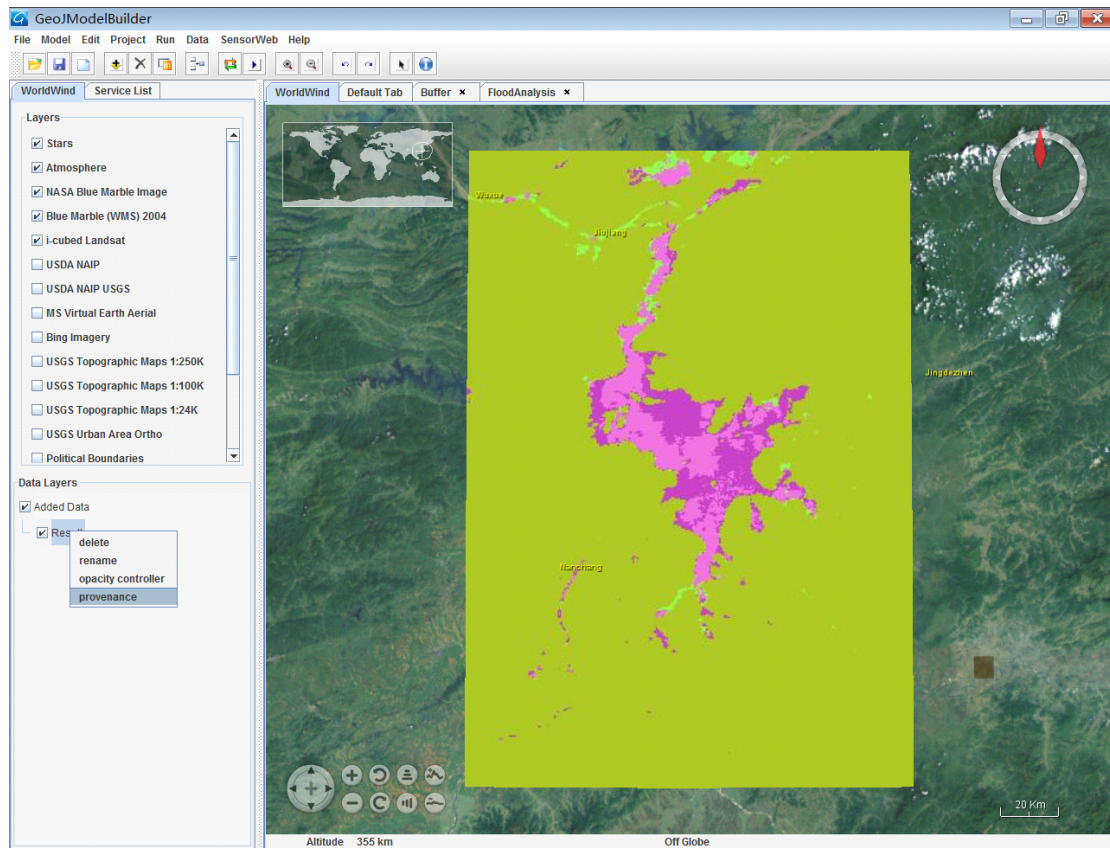 GeoJModelBuilder
File Model Edit Project Run Data SensorWeb Help
WorldWind Service List
WorldWind Default Tab Buffer × FloodAnalysis ×
Layers
Stars
Atmosphere
NASA Blue Marble Image
Blue Marble (WMS) 2004
i-cubed Landsat
USDA NAIP
USDA NAIP USGS
MS Virtual Earth Aerial
Bing Imagery
USGS Topographic Maps 1:250K
USGS Topographic Maps 1:100K
USGS Topographic Maps 1:24K
USGS Urban Area Ortho
Political Boundaries
Data Layers
Added Data
delete
rename
opacity controller
provenance
Wuxue
Jiujiang
Jingdezhen
Nanchang
20 Km
Altitude 355 km
Off Globe